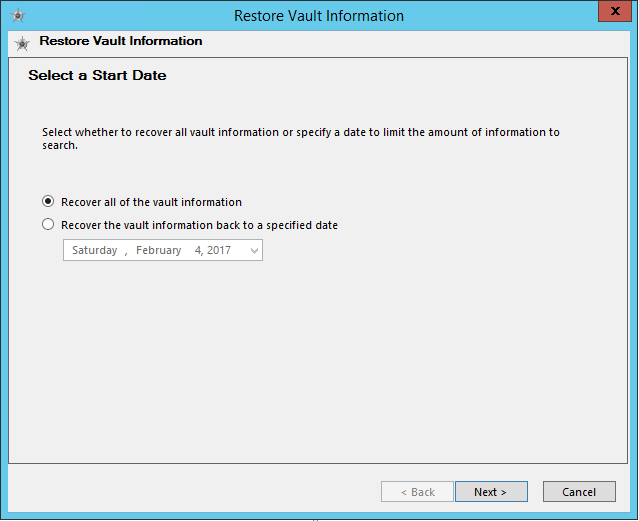 Restore Vault Information
x
Restore Vault Information
Select a Start Date
Select whether to recover all vault information or specify a date to limit the amount of information to
search.
Recover all of the vault information
Recover the vault information back to a specified date
Saturday , February 4, 2017
< Back Next > Cancel